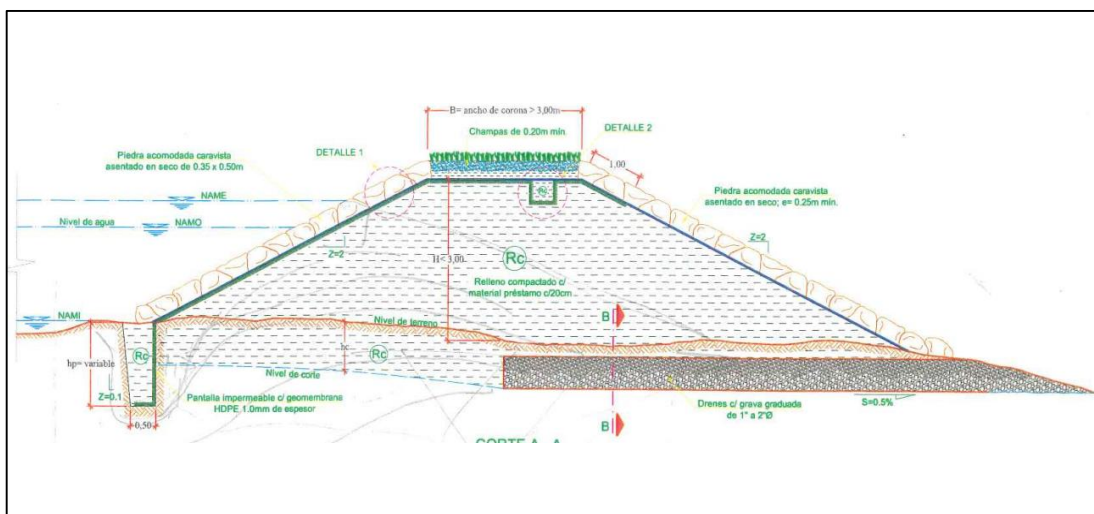 B= ancho de corona > 3,00m
Champas de 0.20m mín.
DETALLE 1
DETALLE 2
Piedra acomodada caravista
asentado en seco de 0.35 x 0.50m
1,00
Piedra acomodada caravista
asentado en seco; e= 0.25m mín.
NAME
Nivel de agua
NAMO
Z=2
Z=2
H< 3,00
Rc
Relleno compactado c/
material préstamo c/20cm
NAMI
Nivel de terreno
B
hp= variable
Rc
hc
Rc
Nivel de corte
Z=0.1
Pantalla impermeable c/ geomembrana
HDPE 1.0mm de espesor
Drenes c/ grava graduada
de 1" a 2"Ø
S=0.5%
0,50
B
CORTE A - A